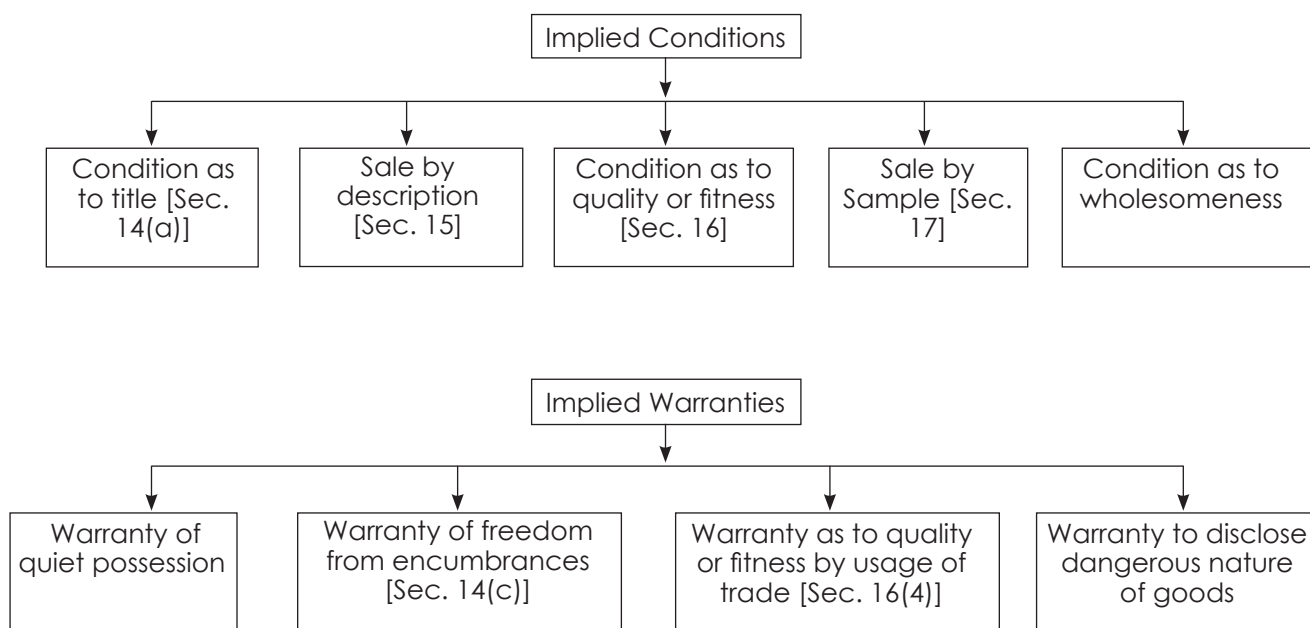 Implied Conditions
Condition as
to title [Sec.
14(a)]
Sale by
description
[Sec. 15]
Condition as to
quality or fitness
[Sec. 16]
Sale by
Sample [Sec.
17]
Condition as to
wholesomeness
Implied Warranties
Warranty of
quiet possession
Warranty of freedom
from encumbrances
[Sec. 14(c)]
Warranty as to quality
or fitness by usage of
trade [Sec. 16(4)]
Warranty to disclose
dangerous nature
of goods